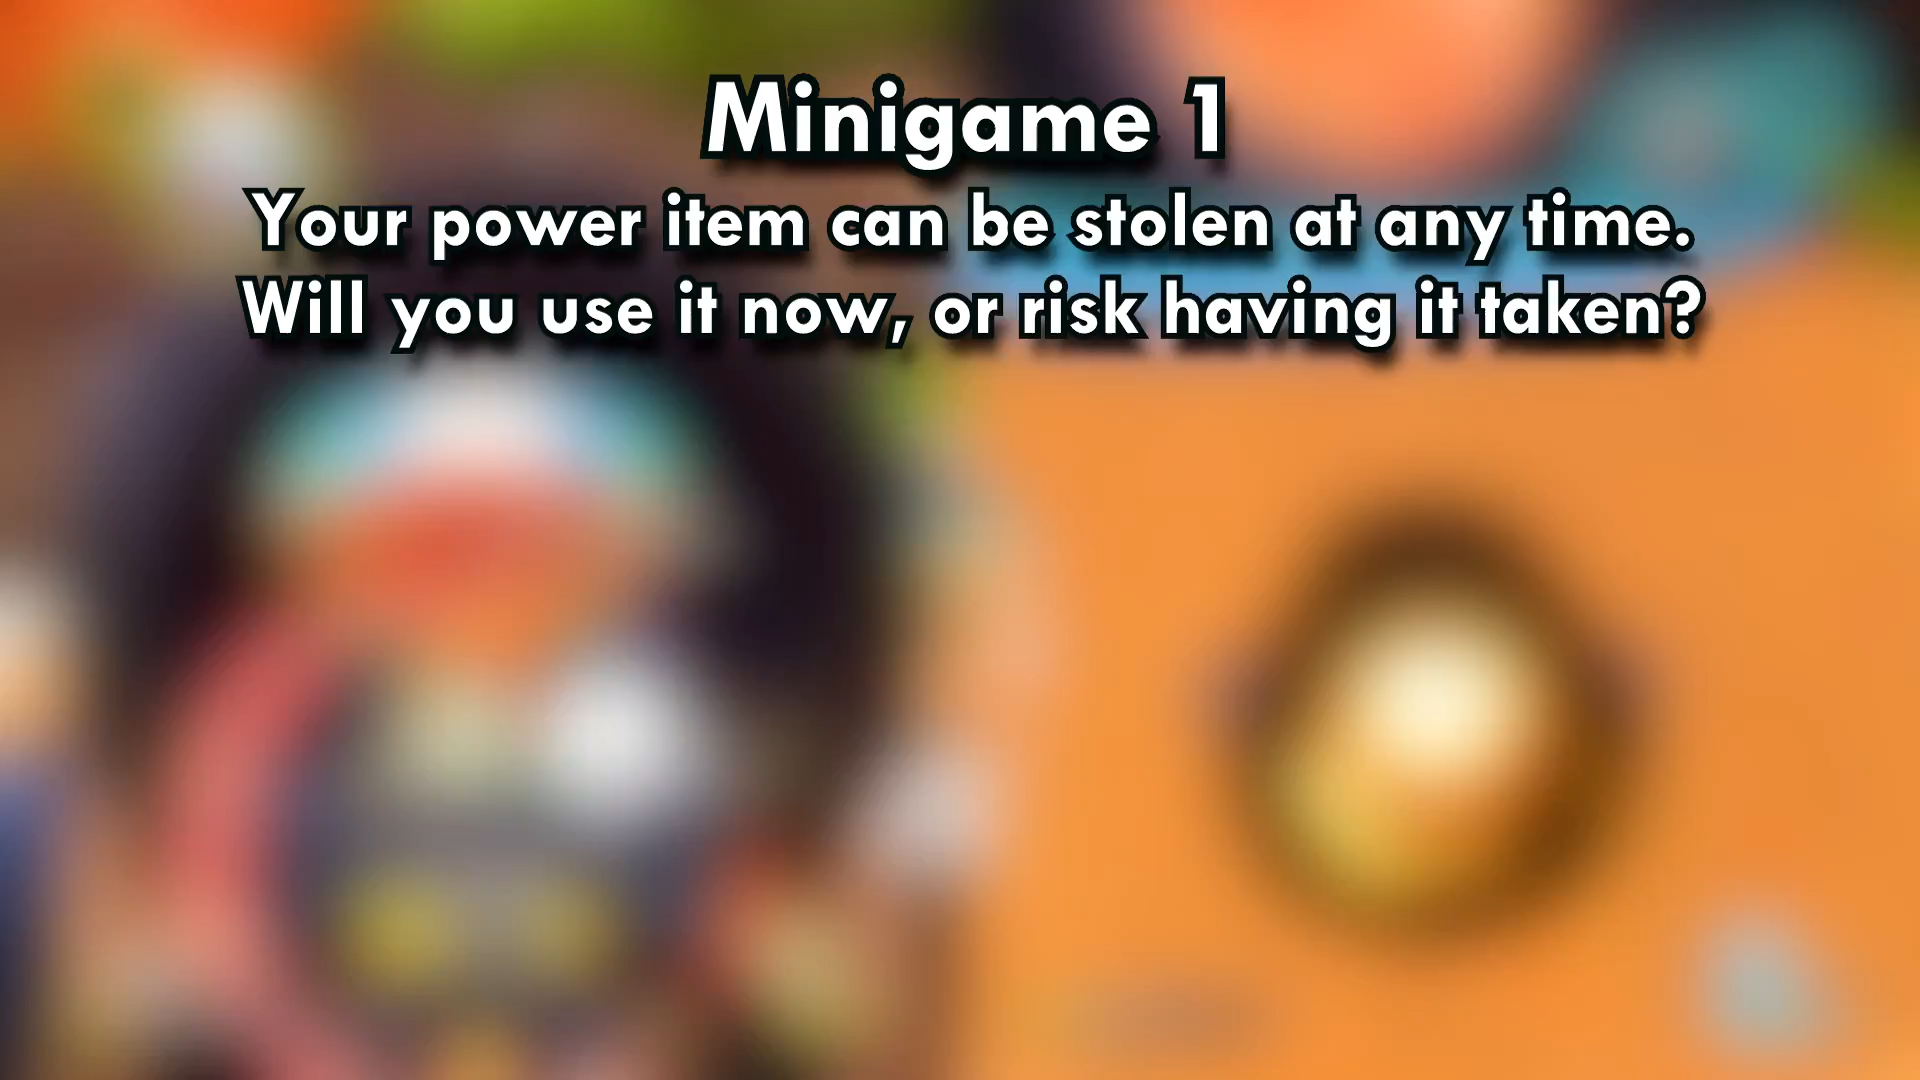 Minigame 1
Your power item can be stolen at any time.
Will you use it now, or risk having it taken?